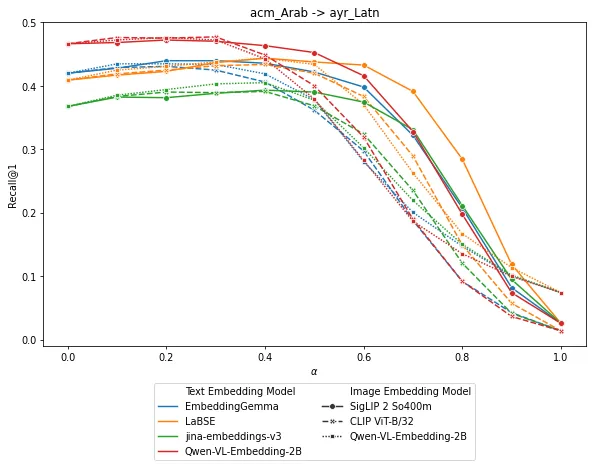 acm_Arab -> ayr_Latn
0.5
0.4
0.3
0.2
0.1
0.0
Recall@1
0.0 0.2 0.4 0.6 0.8 1.0
α
Text Embedding Model Image Embedding Model
EmbeddingGemma SigLIP 2 So400m
LaBSE CLIP ViT-B/32
jina-embeddings-v3 Qwen-VL-Embedding-2B
Qwen-VL-Embedding-2B